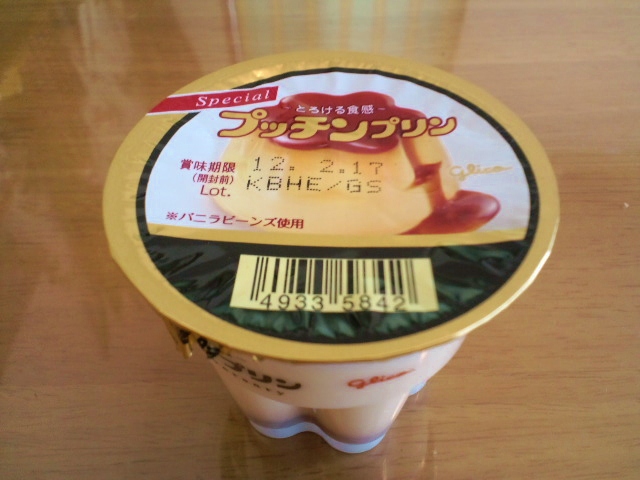 Special
とろける食感
プッチンプリン
賞味期限 12. 2.17
(開封前)
Lot. KBHE/GS
glico
※バニラビーンズ使用
4933 5842
プリン
glico